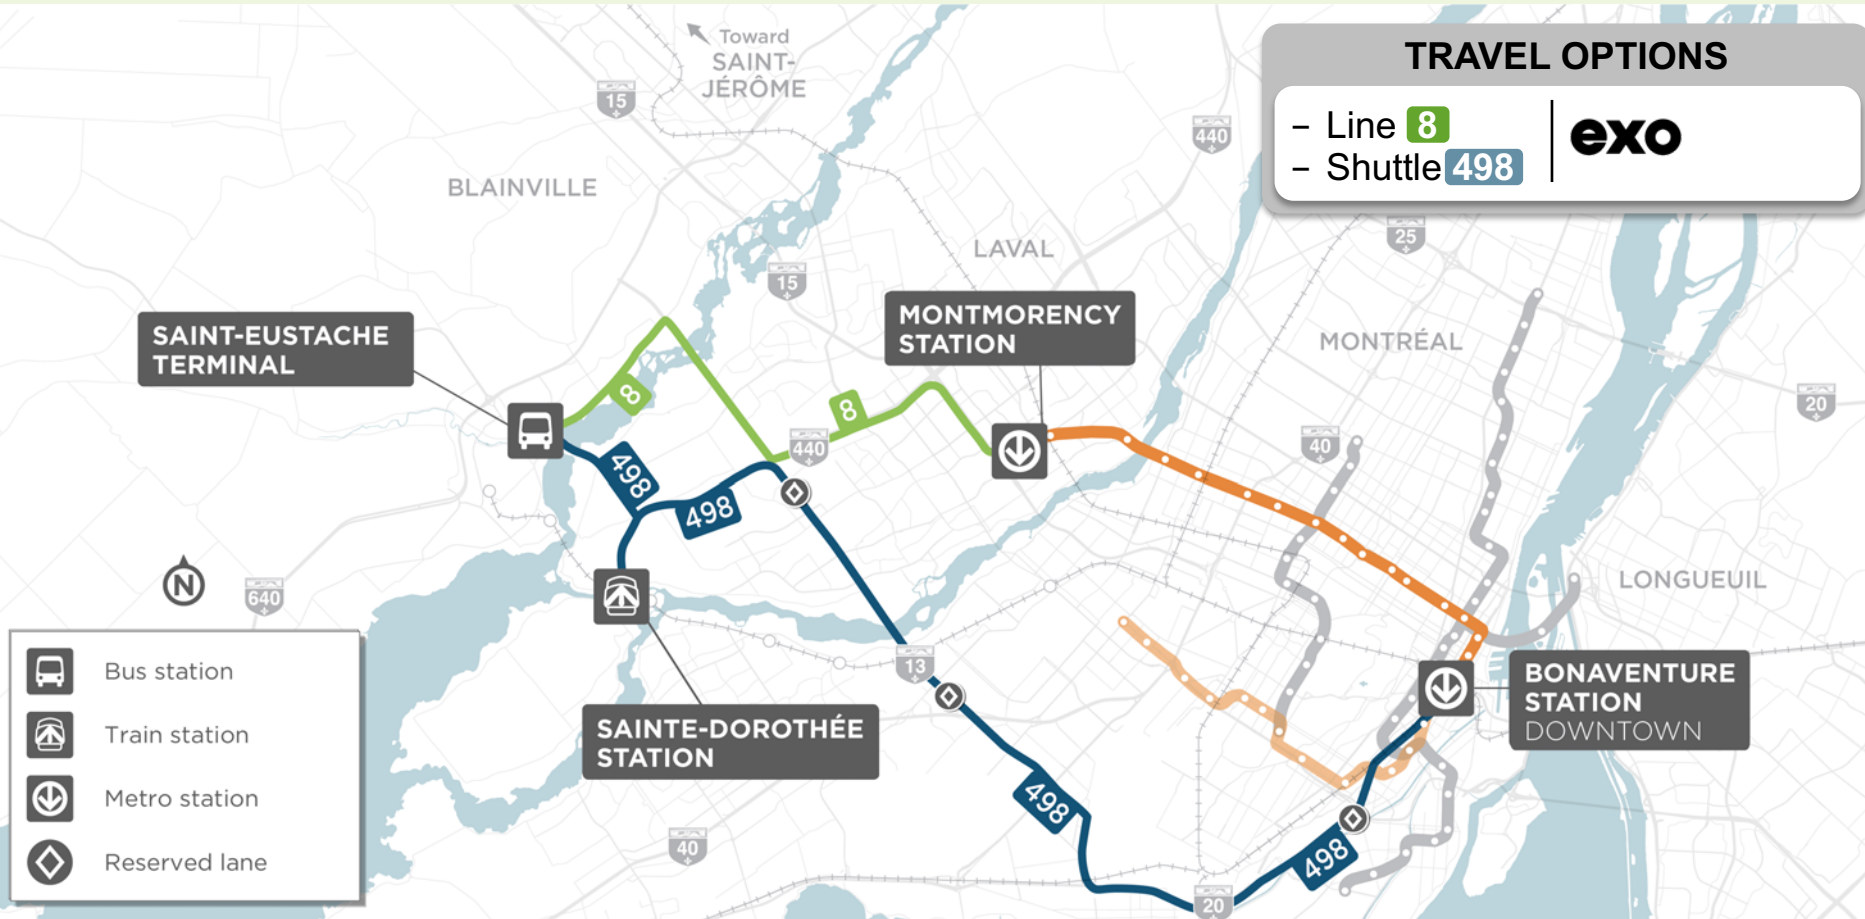 TRAVEL OPTIONS
– Line 8
– Shuttle 498
exo
Toward
SAINT-
JÉRÔME
15
440
BLAINVILLE
25
LAVAL
15
MONTMORENCY
STATION
SAINT-EUSTACHE
TERMINAL
MONTRÉAL
8
8
20
440
40
498
498
N
640
LONGUEUIL
13
BONAVENTURE
STATION
DOWNTOWN
SAINTE-DOROTHÉE
STATION
498
40
498
20
Bus station
Train station
Metro station
Reserved lane